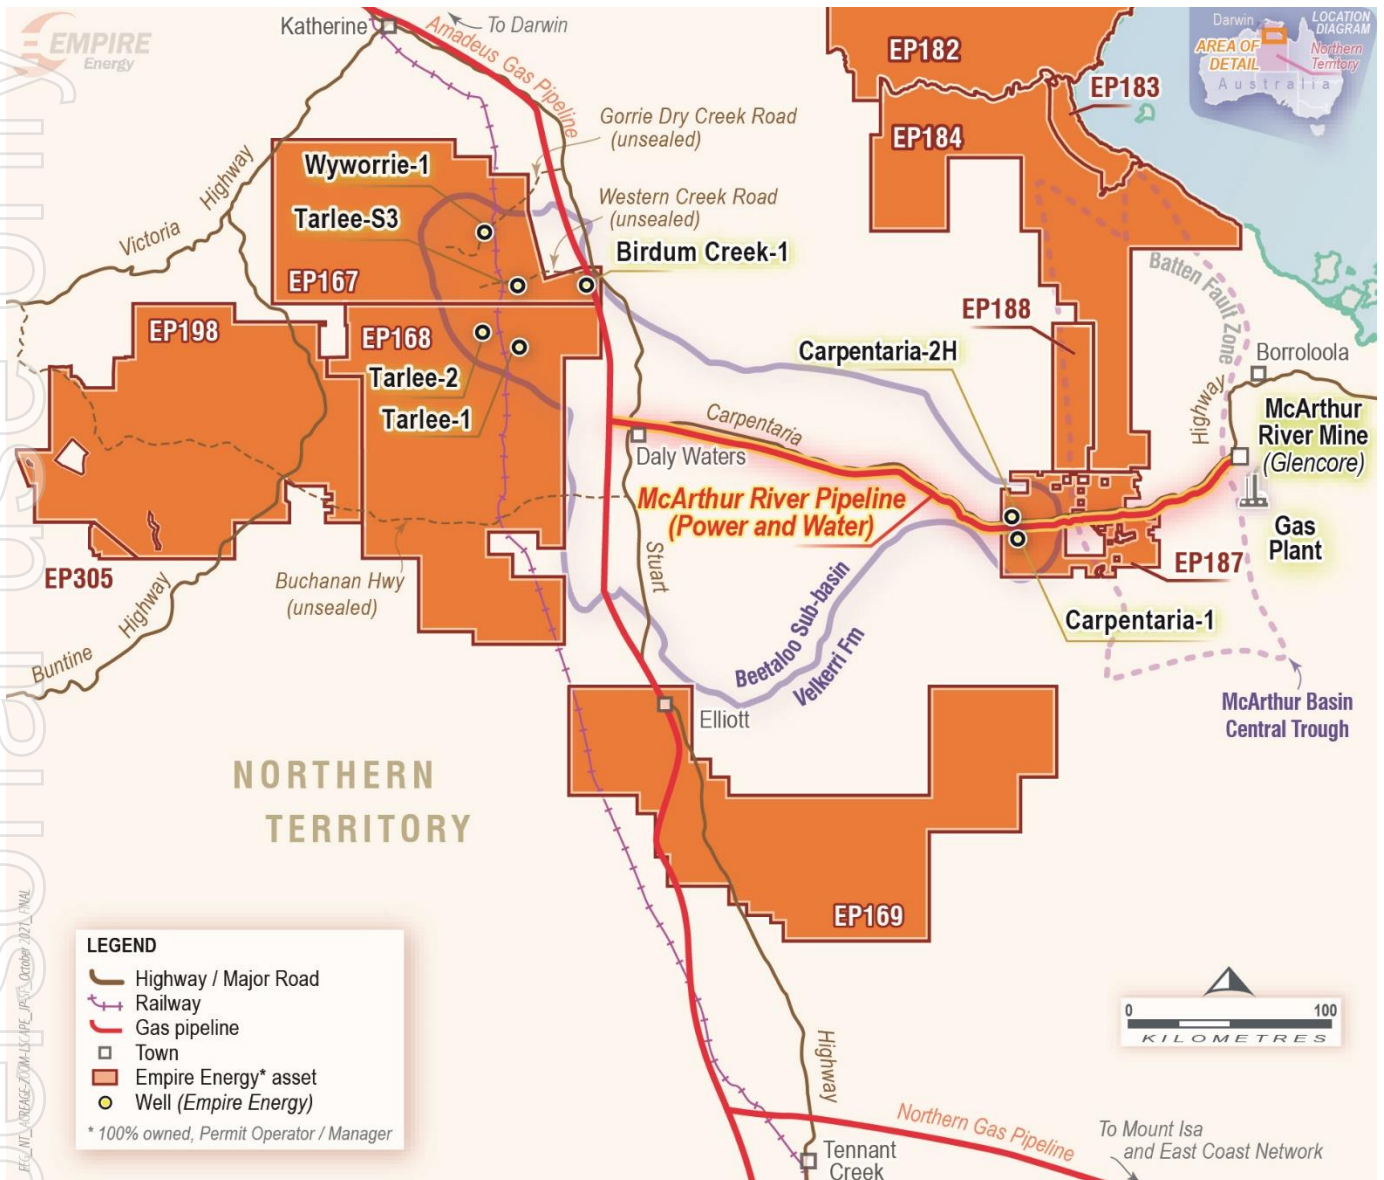 EMPIRE
Energy
Katherine
To Darwin
Amadeus Gas Pipeline
Gorrie Dry Creek Road
(unsealed)
Western Creek Road
(unsealed)
Victoria
Highway
Wyworrie-1
Tarlee-S3
EP167
Birdum Creek-1
EP182
EP183
EP184
Darwin
LOCATION
DIAGRAM
AREA OF
DETAIL
Northern
Territory
Australia
Batten Fault Zone
EP188
EP198
EP168
Tarlee-2
Tarlee-1
Carpentaria-2H
Borroloola
Highway
McArthur
River Mine
(Glencore)
Carpentaria
Daly Waters
McArthur River Pipeline
(Power and Water)
Gas
Plant
EP187
EP305
Buchanan Hwy
(unsealed)
Stuart
Highway
Buntine
Beetaloo Sub-basin
Velkerri Fm
Carpentaria-1
McArthur Basin
Central Trough
Elliott
NORTHERN
TERRITORY
EP169
LEGEND
Highway / Major Road
Railway
Gas pipeline
Town
Empire Energy* asset
Well (Empire Energy)
* 100% owned, Permit Operator / Manager
0 100
KILOMETRES
Highway
Northern Gas Pipeline
To Mount Isa
and East Coast Network
Tennant
Creek